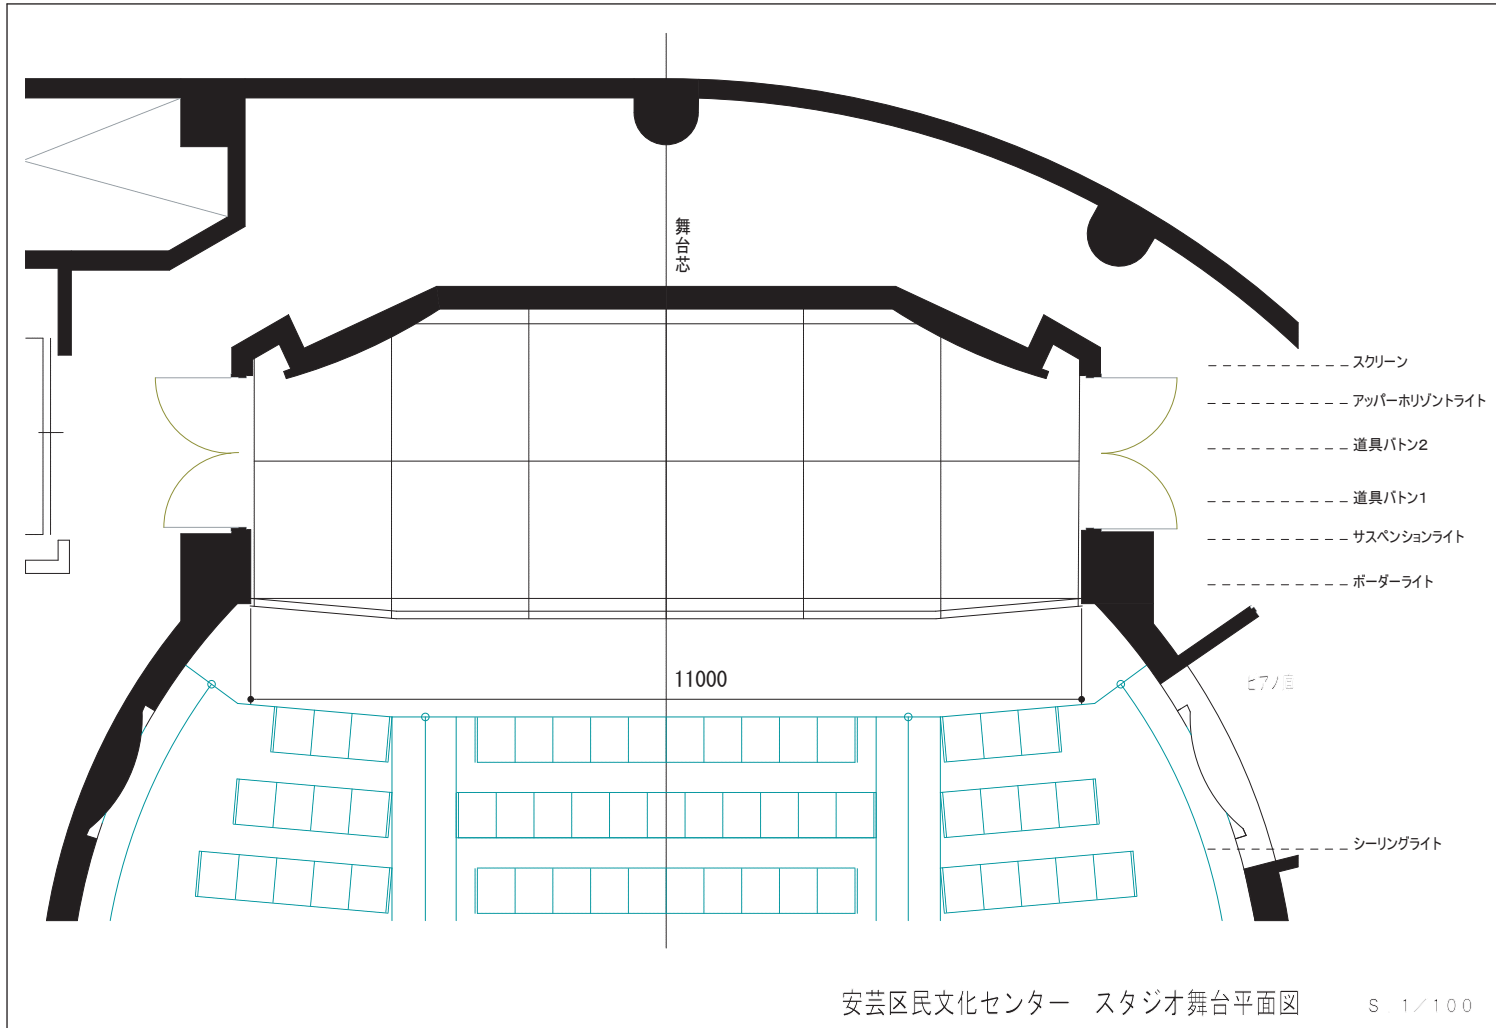 舞台芯
スクリーン
アッパーホリゾントライト
道具バトン2
道具バトン1
サスペンションライト
ボーダーライト
11000
ピアノ庫
シーリングライト
安芸区民文化センター　スタジオ舞台平面図　S. 1/100